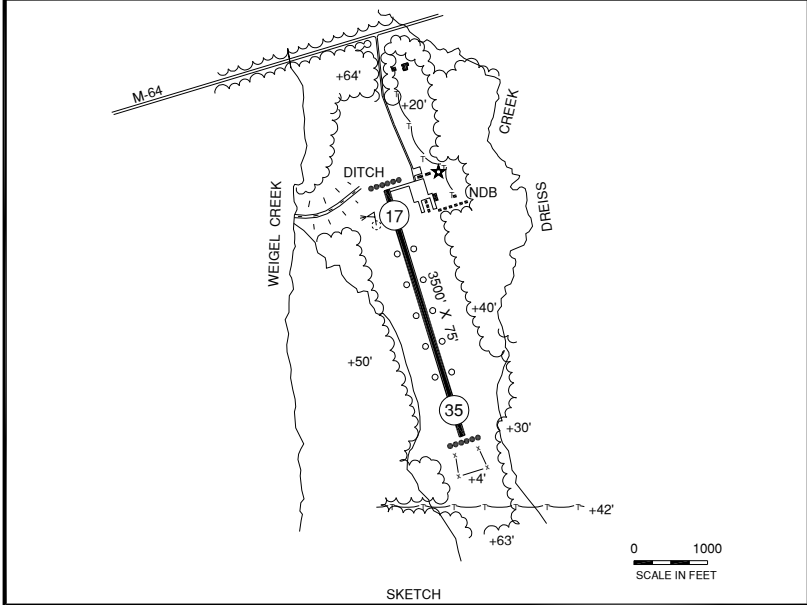 M-64
+64'
+20'
CREEK
DITCH
NDB
DREISS
WEIGEL CREEK
17
3500' X 75'
+40'
+50'
35
+30'
+4'
+42'
+63'
0 1000
SCALE IN FEET
SKETCH